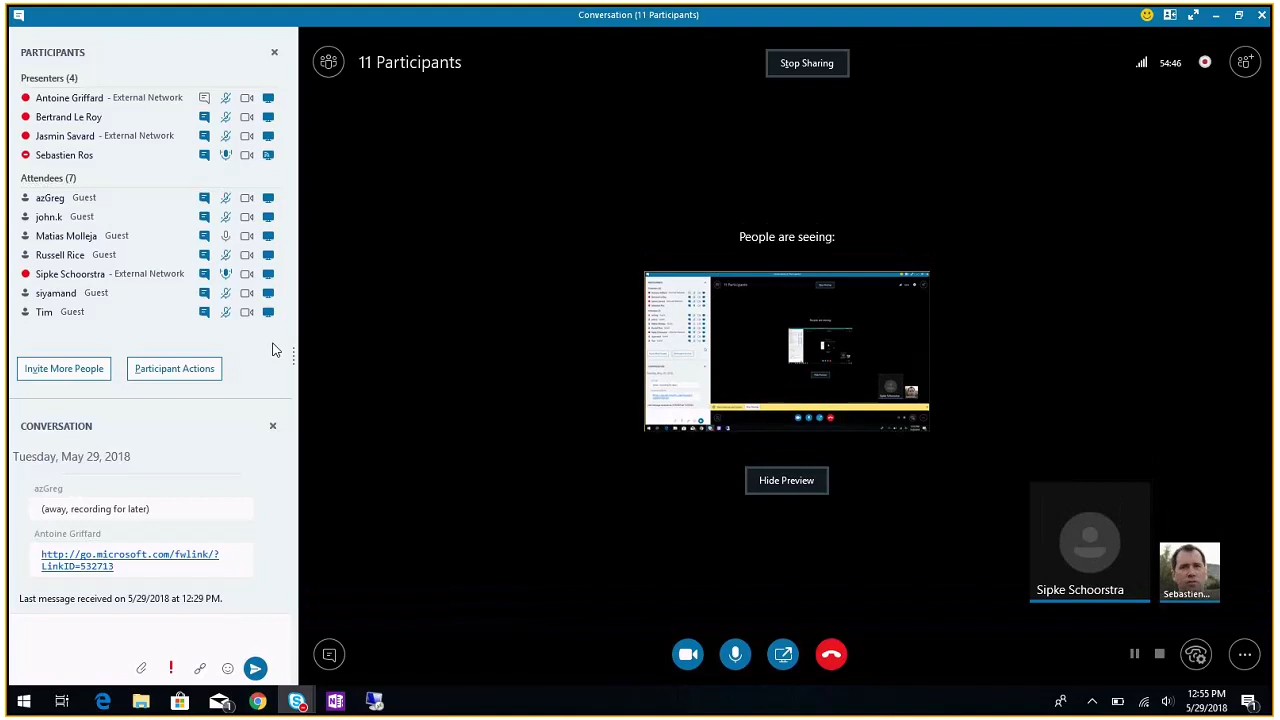 Conversation (11 Participants)
PARTICIPANTS
Presenters (4)
Antoine Griffard - External Network
Bertrand Le Roy
Jasmin Savard - External Network
Sebastien Ros
Attendees (7)
azGreg Guest
john.k Guest
Matias Molleja Guest
Russell Rise Guest
Sipke Schoorstra - External Network
Guest
Invite More People
Participant Actions
11 Participants
Stop Sharing
54:46
People are seeing:
Hide Preview
CONVERSATION
Tuesday, May 29, 2018
azGreg
(away, recording for later)
Antoine Griffard
http://go.microsoft.com/fwlink/?
LinkID=532713
Last message received on 5/29/2018 at 12:29 PM.
Sipke Schoorstra
Sebastien...
12:55 PM
5/29/2018